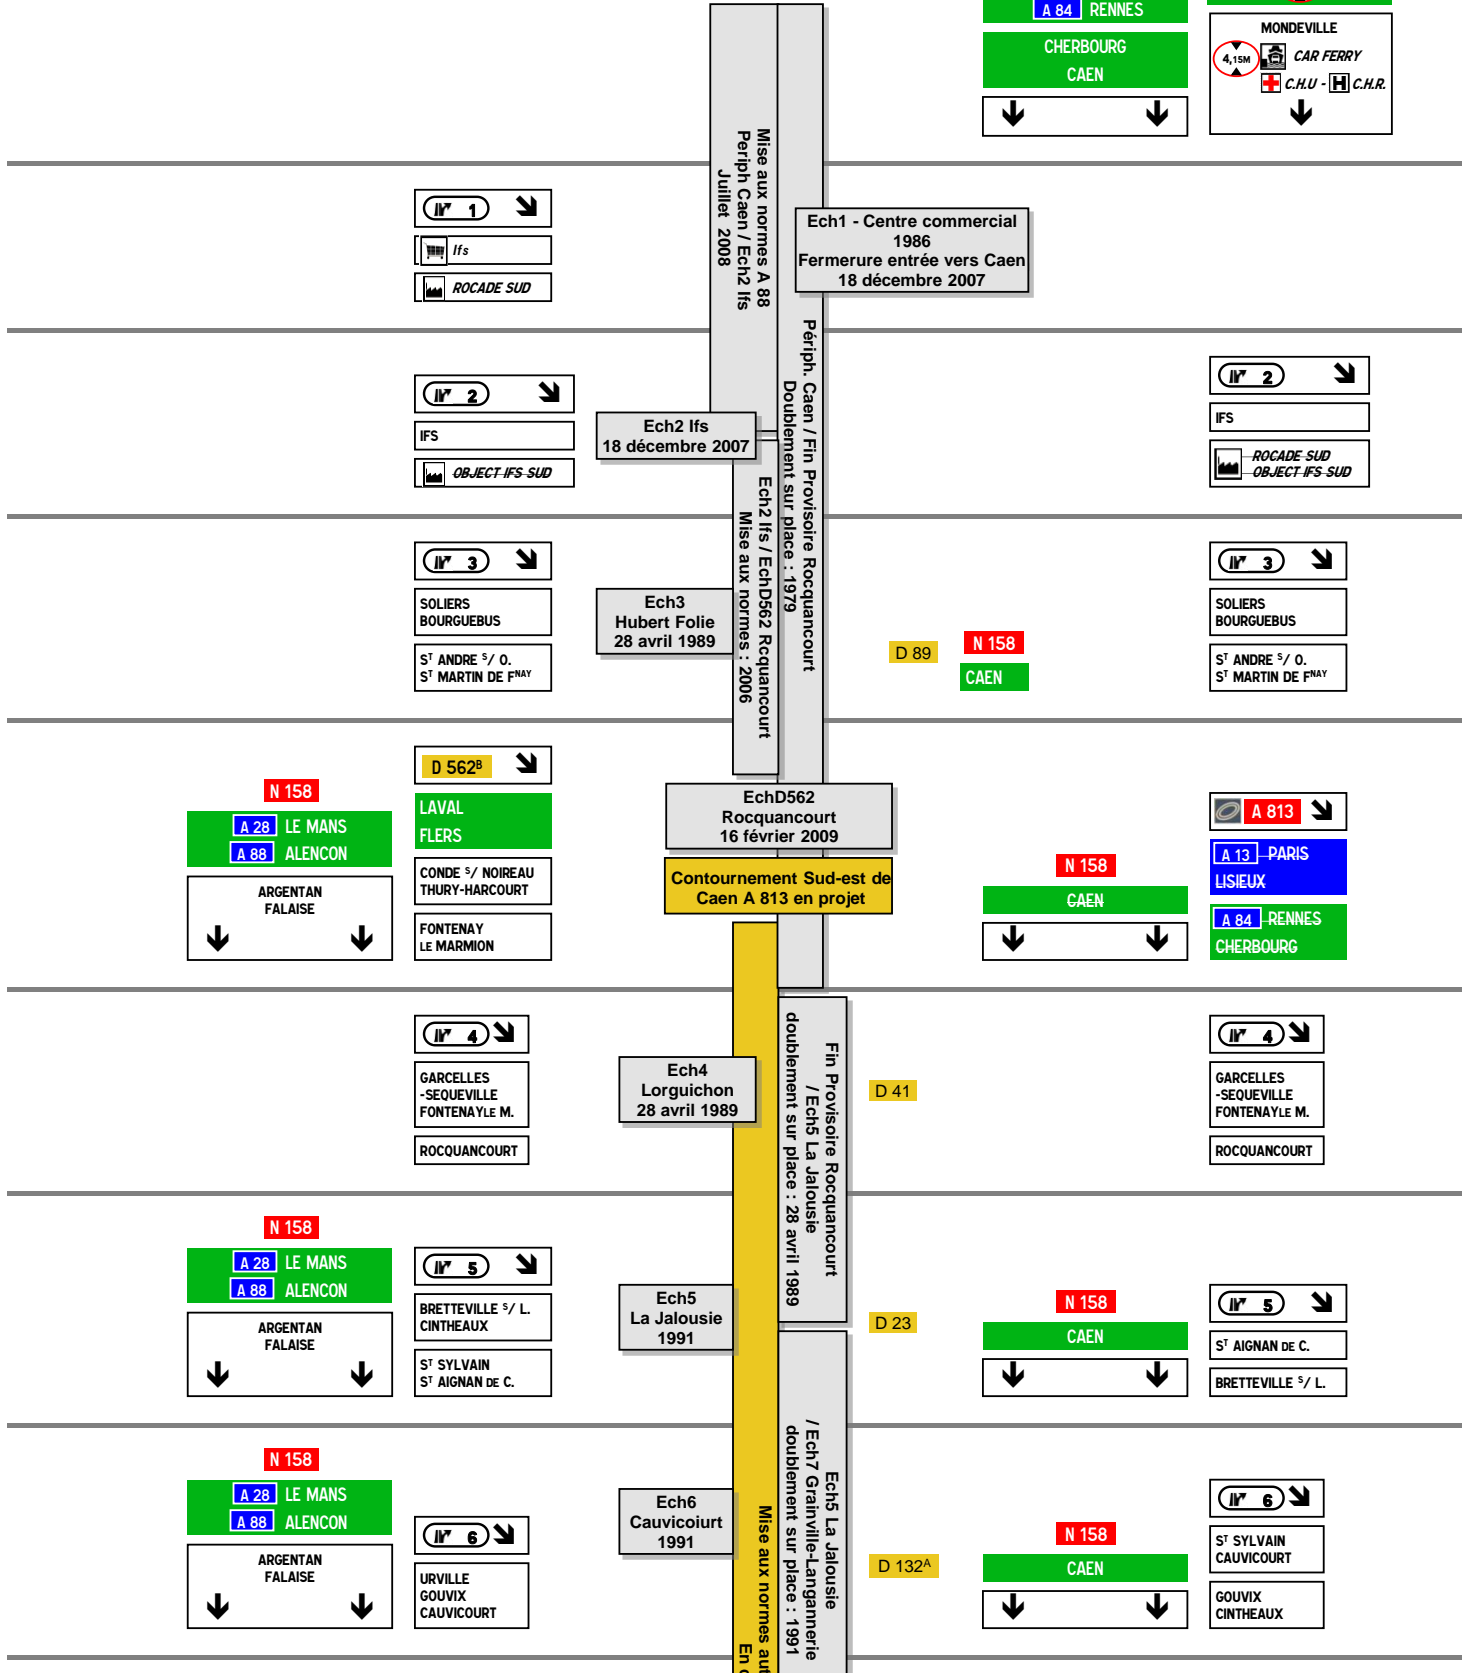 A 84 RENNES
CHERBOURG
CAEN
MONDEVILLE
4,15M
CAR FERRY
C.H.U - H C.H.R.
Mise aux normes A 88
Periph Caen / Ech2 Ifs
Juillet 2008
1
Ifs
ROCADE SUD
Ech1 - Centre commercial
1986
Fermerure entrée vers Caen
18 décembre 2007
Périph. Caen / Fin Provisoire Rocquancourt
Doublement sur place : 1979
2
IFS
OBJECT IFS SUD
Ech2 Ifs
18 décembre 2007
2
IFS
ROCADE SUD
OBJECT IFS SUD
Ech2 Ifs / EchD562 Rcquancourt
Mise aux normes : 2006
3
SOLIERS
BOURGUEBUS
ST ANDRE S/ O.
ST MARTIN DE FNAY
Ech3
Hubert Folie
28 avril 1989
D 89
N 158
CAEN
3
SOLIERS
BOURGUEBUS
ST ANDRE S/ O.
ST MARTIN DE FNAY
N 158
A 28 LE MANS
A 88 ALENCON
ARGENTAN
FALAISE
D 562B
LAVAL
FLERS
CONDE S/ NOIREAU
THURY-HARCOURT
FONTENAY
LE MARMION
EchD562
Rocquancourt
16 février 2009
Contournement Sud-est de
Caen A 813 en projet
N 158
CAEN
A 813
A 13 PARIS
LISIEUX
A 84 RENNES
CHERBOURG
4
GARCELLES
-SEQUEVILLE
FONTENAYLE M.
ROCQUANCOURT
Ech4
Lorguichon
28 avril 1989
Fin Provisoire Rocquancourt
/ Ech5 La Jalousie
doublement sur place : 28 avril 1989
D 41
4
GARCELLES
-SEQUEVILLE
FONTENAYLE M.
ROCQUANCOURT
N 158
A 28 LE MANS
A 88 ALENCON
ARGENTAN
FALAISE
5
BRETTEVILLE S/ L.
CINTHEAUX
ST SYLVAIN
ST AIGNAN DE C.
Ech5
La Jalousie
1991
D 23
N 158
CAEN
5
ST AIGNAN DE C.
BRETTEVILLE S/ L.
N 158
A 28 LE MANS
A 88 ALENCON
ARGENTAN
FALAISE
6
URVILLE
GOUVIX
CAUVICOURT
Ech6
Cauvicoiurt
1991
Mise aux normes aut
En c
Ech5 La Jalousie
/ Ech7 Grainville-Langannerie
doublement sur place : 1991
D 132A
N 158
CAEN
6
ST SYLVAIN
CAUVICOURT
GOUVIX
CINTHEAUX